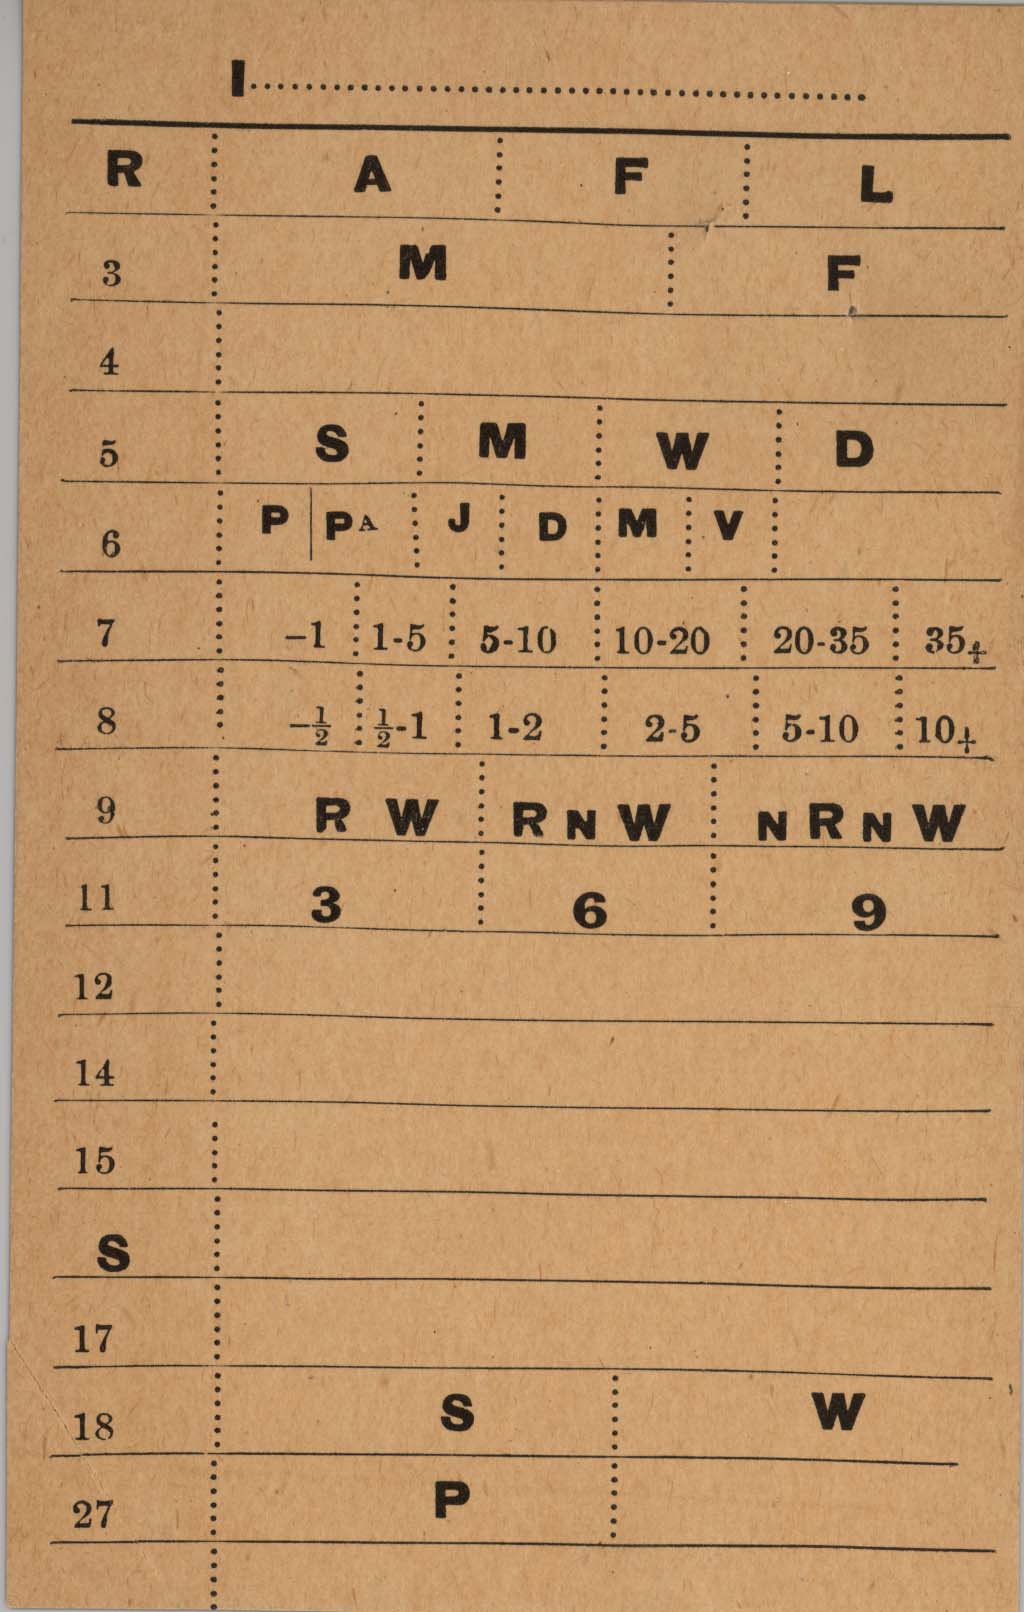 I..............................................
R A F L
3 M F
4
5 S M W D
6 P PA J D M V
7 –1 1-5 5-10 10-20 20-35 35+
8 –½ ½-1 1-2 2-5 5-10 10+
9 R W R N W N R N W
11 3 6 9
12
14
15
S
17
18 S W
27 P